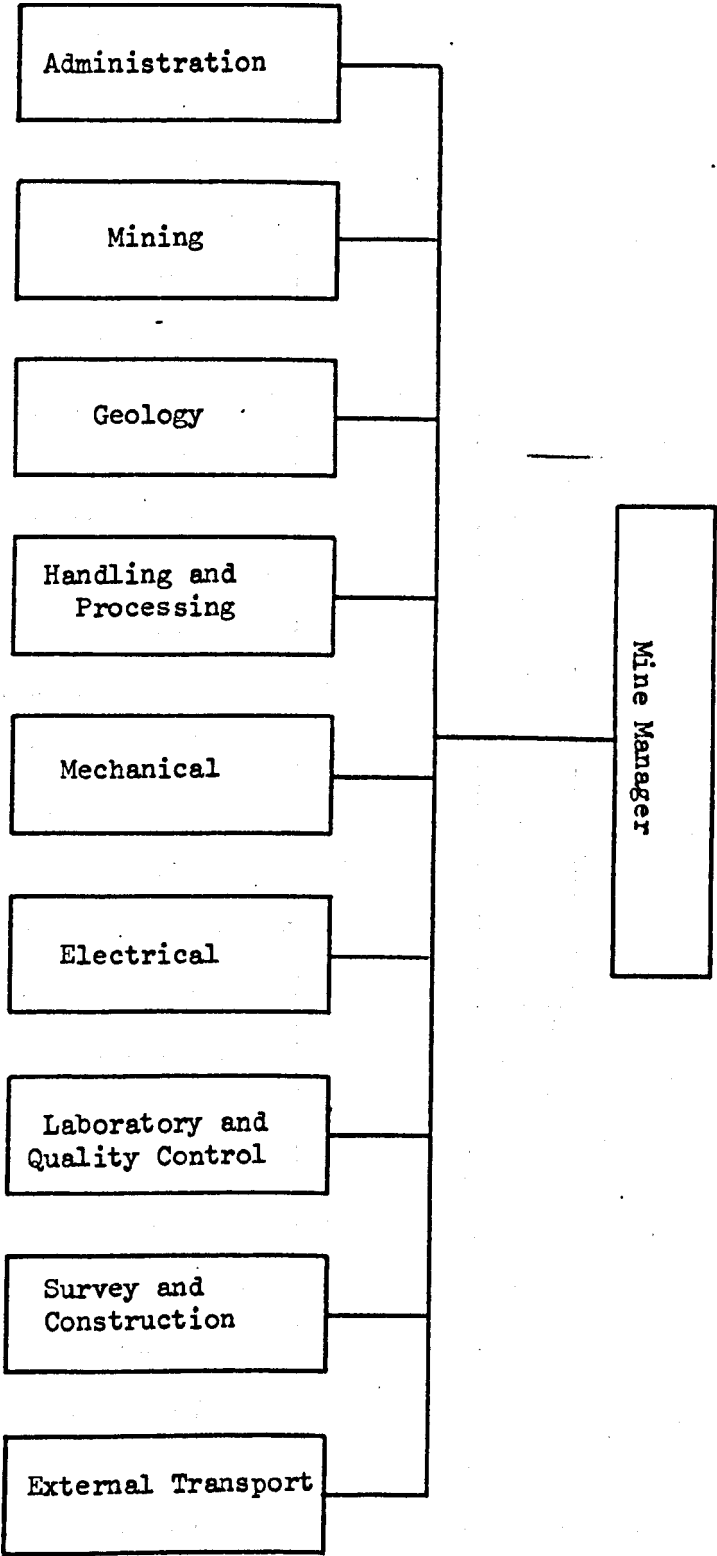 Administration
Mining
Geology
Handling and
Processing
Mechanical
Electrical
Laboratory and
Quality Control
Survey and
Construction
External Transport
Mine Manager